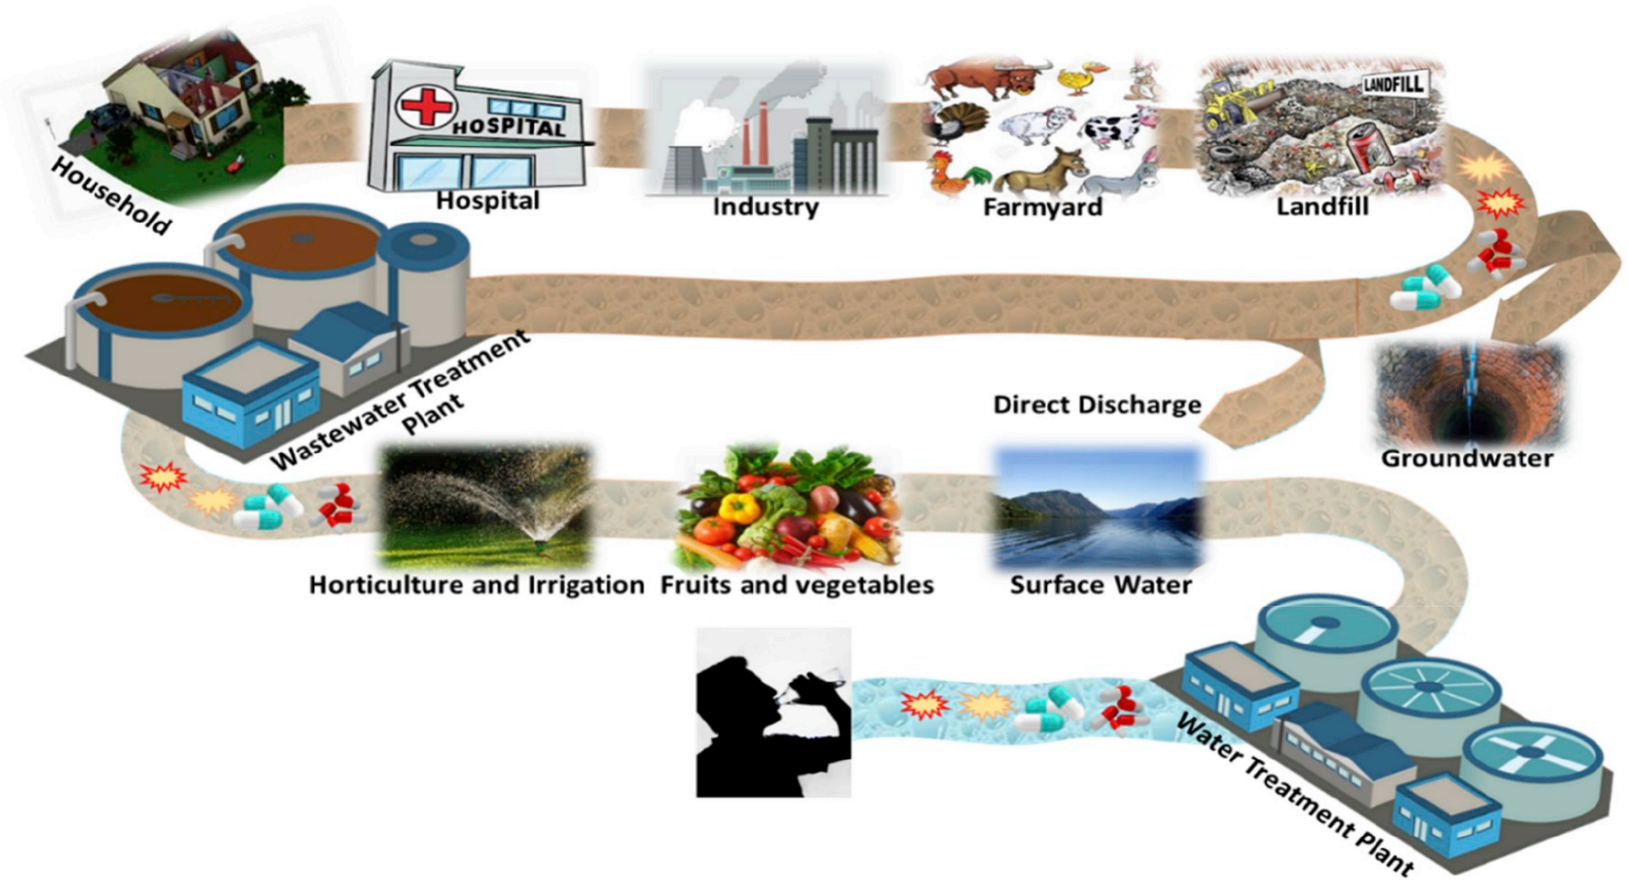 HOSPITAL
LANDFILL
Household
Hospital
Industry
Farmyard
Landfill
Wastewater Treatment
Plant
Direct Discharge
Groundwater
Horticulture and Irrigation
Fruits and vegetables
Surface Water
Water Treatment Plant